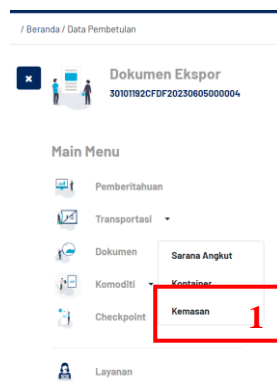 / Beranda / Data Pembetulan
×
Dokumen Ekspor
30101192CFDF20230605000004
Main Menu
Pemberitahuan
Transportasi
Dokumen
Sarana Angkut
Komoditi
Kontainer
Kemasan
1
Checkpoint
Layanan